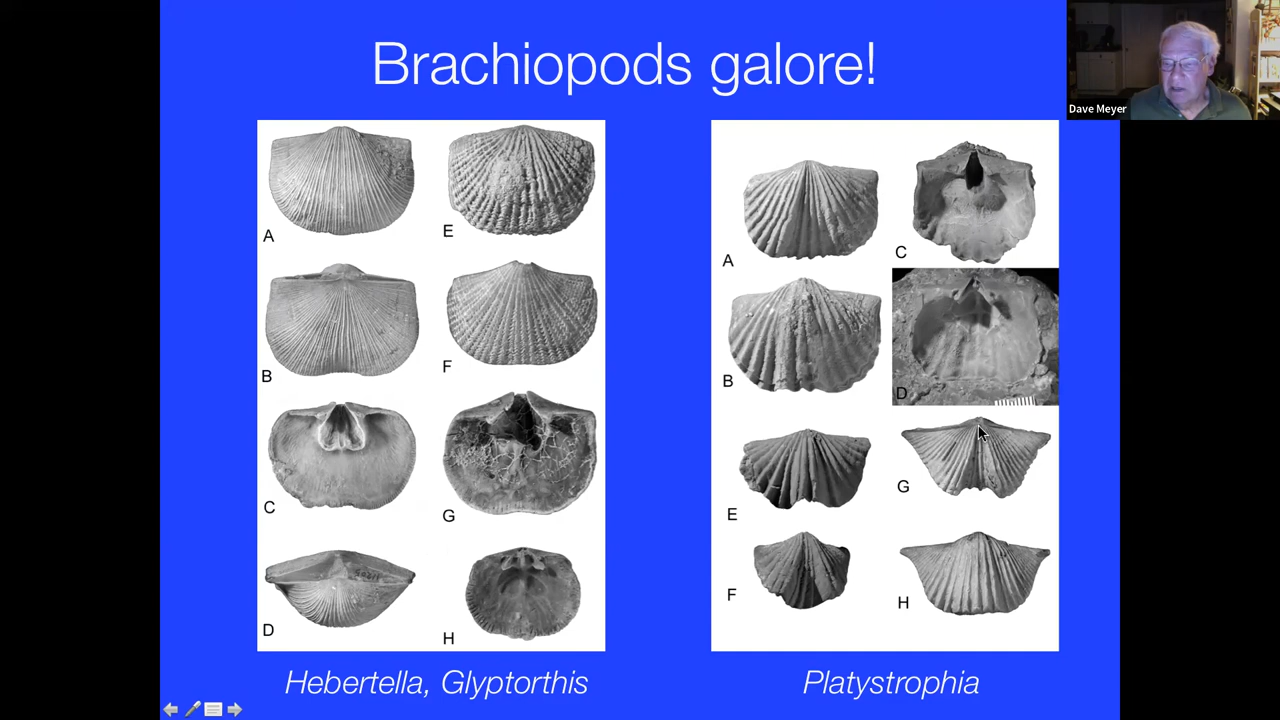 Brachiopods galore!
Dave Meyer
A
E
B
F
C
G
D
H
A
C
B
D
E
G
F
H
Hebertella, Glyptorthis
Platystrophia